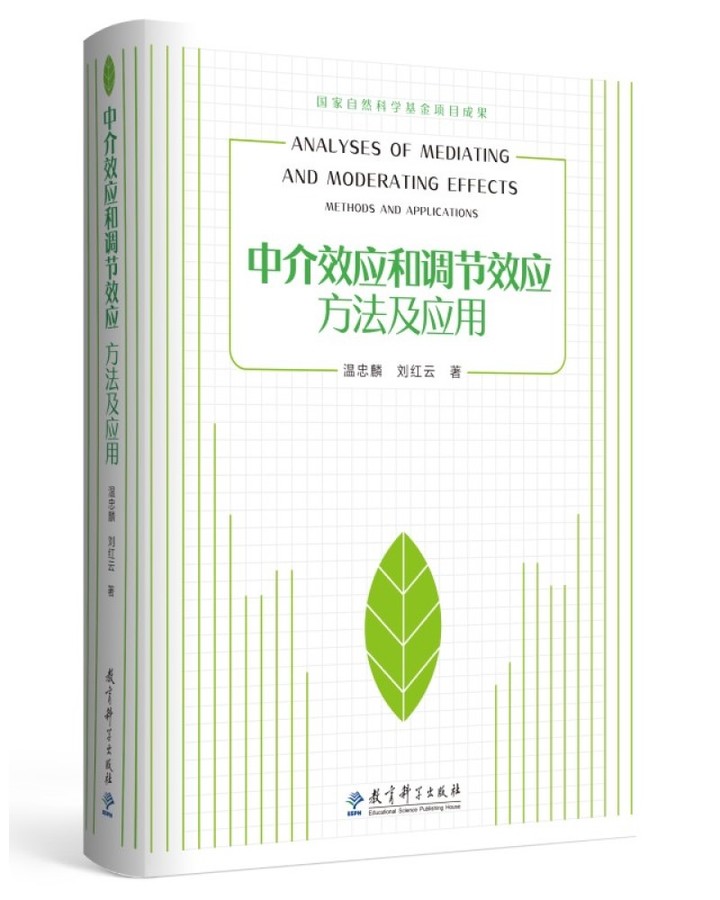 中介效应和调节效应 方法及应用
温忠麟 刘红云 著
教育科学出版社
ESPH
国家自然科学基金项目成果
ANALYSES OF MEDIATING
AND MODERATING EFFECTS
METHODS AND APPLICATIONS
中介效应和调节效应
方法及应用
温忠麟 刘红云 著
教育科学出版社
Educational Science Publishing House
ESPH